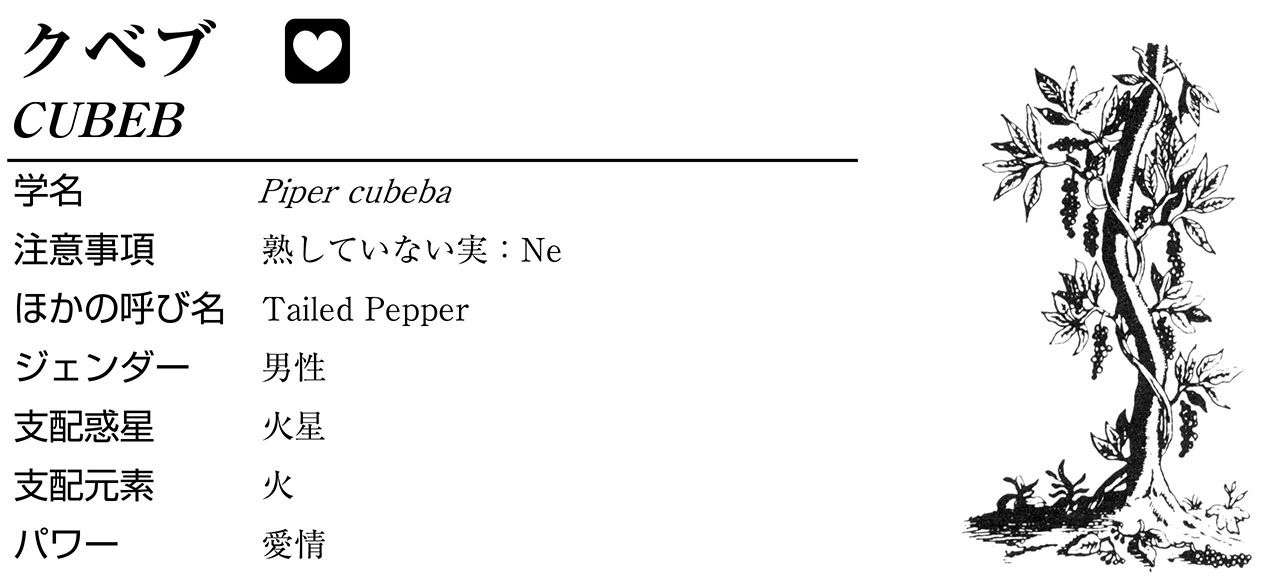 クベブ
CUBEB
学名 Piper cubeba
注意事項 熟していない実：Ne
ほかの呼び名 Tailed Pepper
ジェンダー 男性
支配惑星 火星
支配元素 火
パワー 愛情